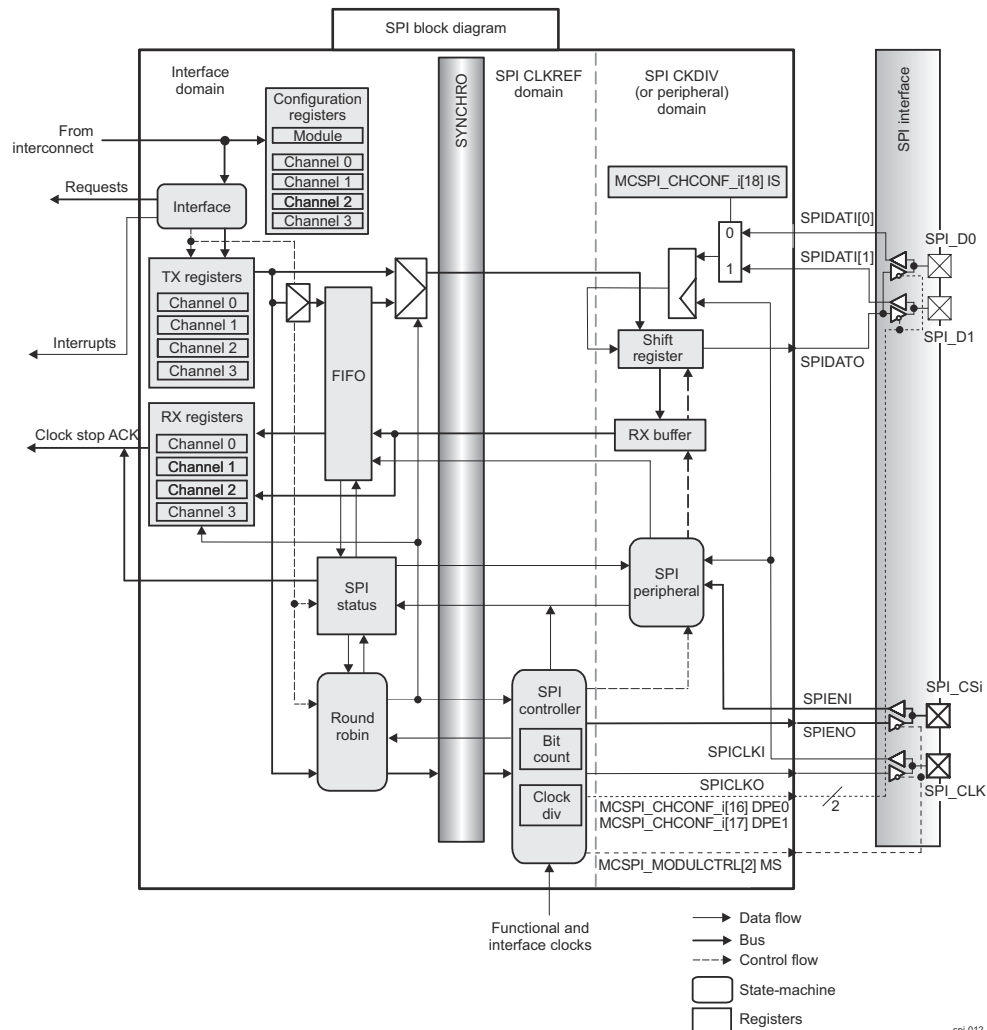 SPI block diagram
Interface
domain
SYNCHRO
SPI CLKREF
domain
SPI CKDIV
(or peripheral)
domain
SPI interface
Configuration
registers
Module
Channel 0
Channel 1
Channel 2
Channel 3
From
interconnect
Requests
Interface
MCSPI_CHCONF_i[18] IS
0
1
SPIDATI[0]
SPI_D0
SPIDATI[1]
SPI_D1
SPIDATO
TX registers
Channel 0
Channel 1
Channel 2
Channel 3
Interrupts
FIFO
Shift
register
RX registers
Channel 0
Channel 1
Channel 2
Channel 3
Clock stop ACK
RX buffer
SPI
status
SPI
peripheral
Round
robin
SPI
controller
Bit
count
Clock
div
SPIENI
SPI_CSi
SPIENO
SPICLKI
SPICLKO
SPI_CLK
MCSPI_CHCONF_i[16] DPE0
MCSPI_CHCONF_i[17] DPE1
2
MCSPI_MODULCTRL[2] MS
Functional and
interface clocks
Data flow
Bus
Control flow
State-machine
Registers
spi-012